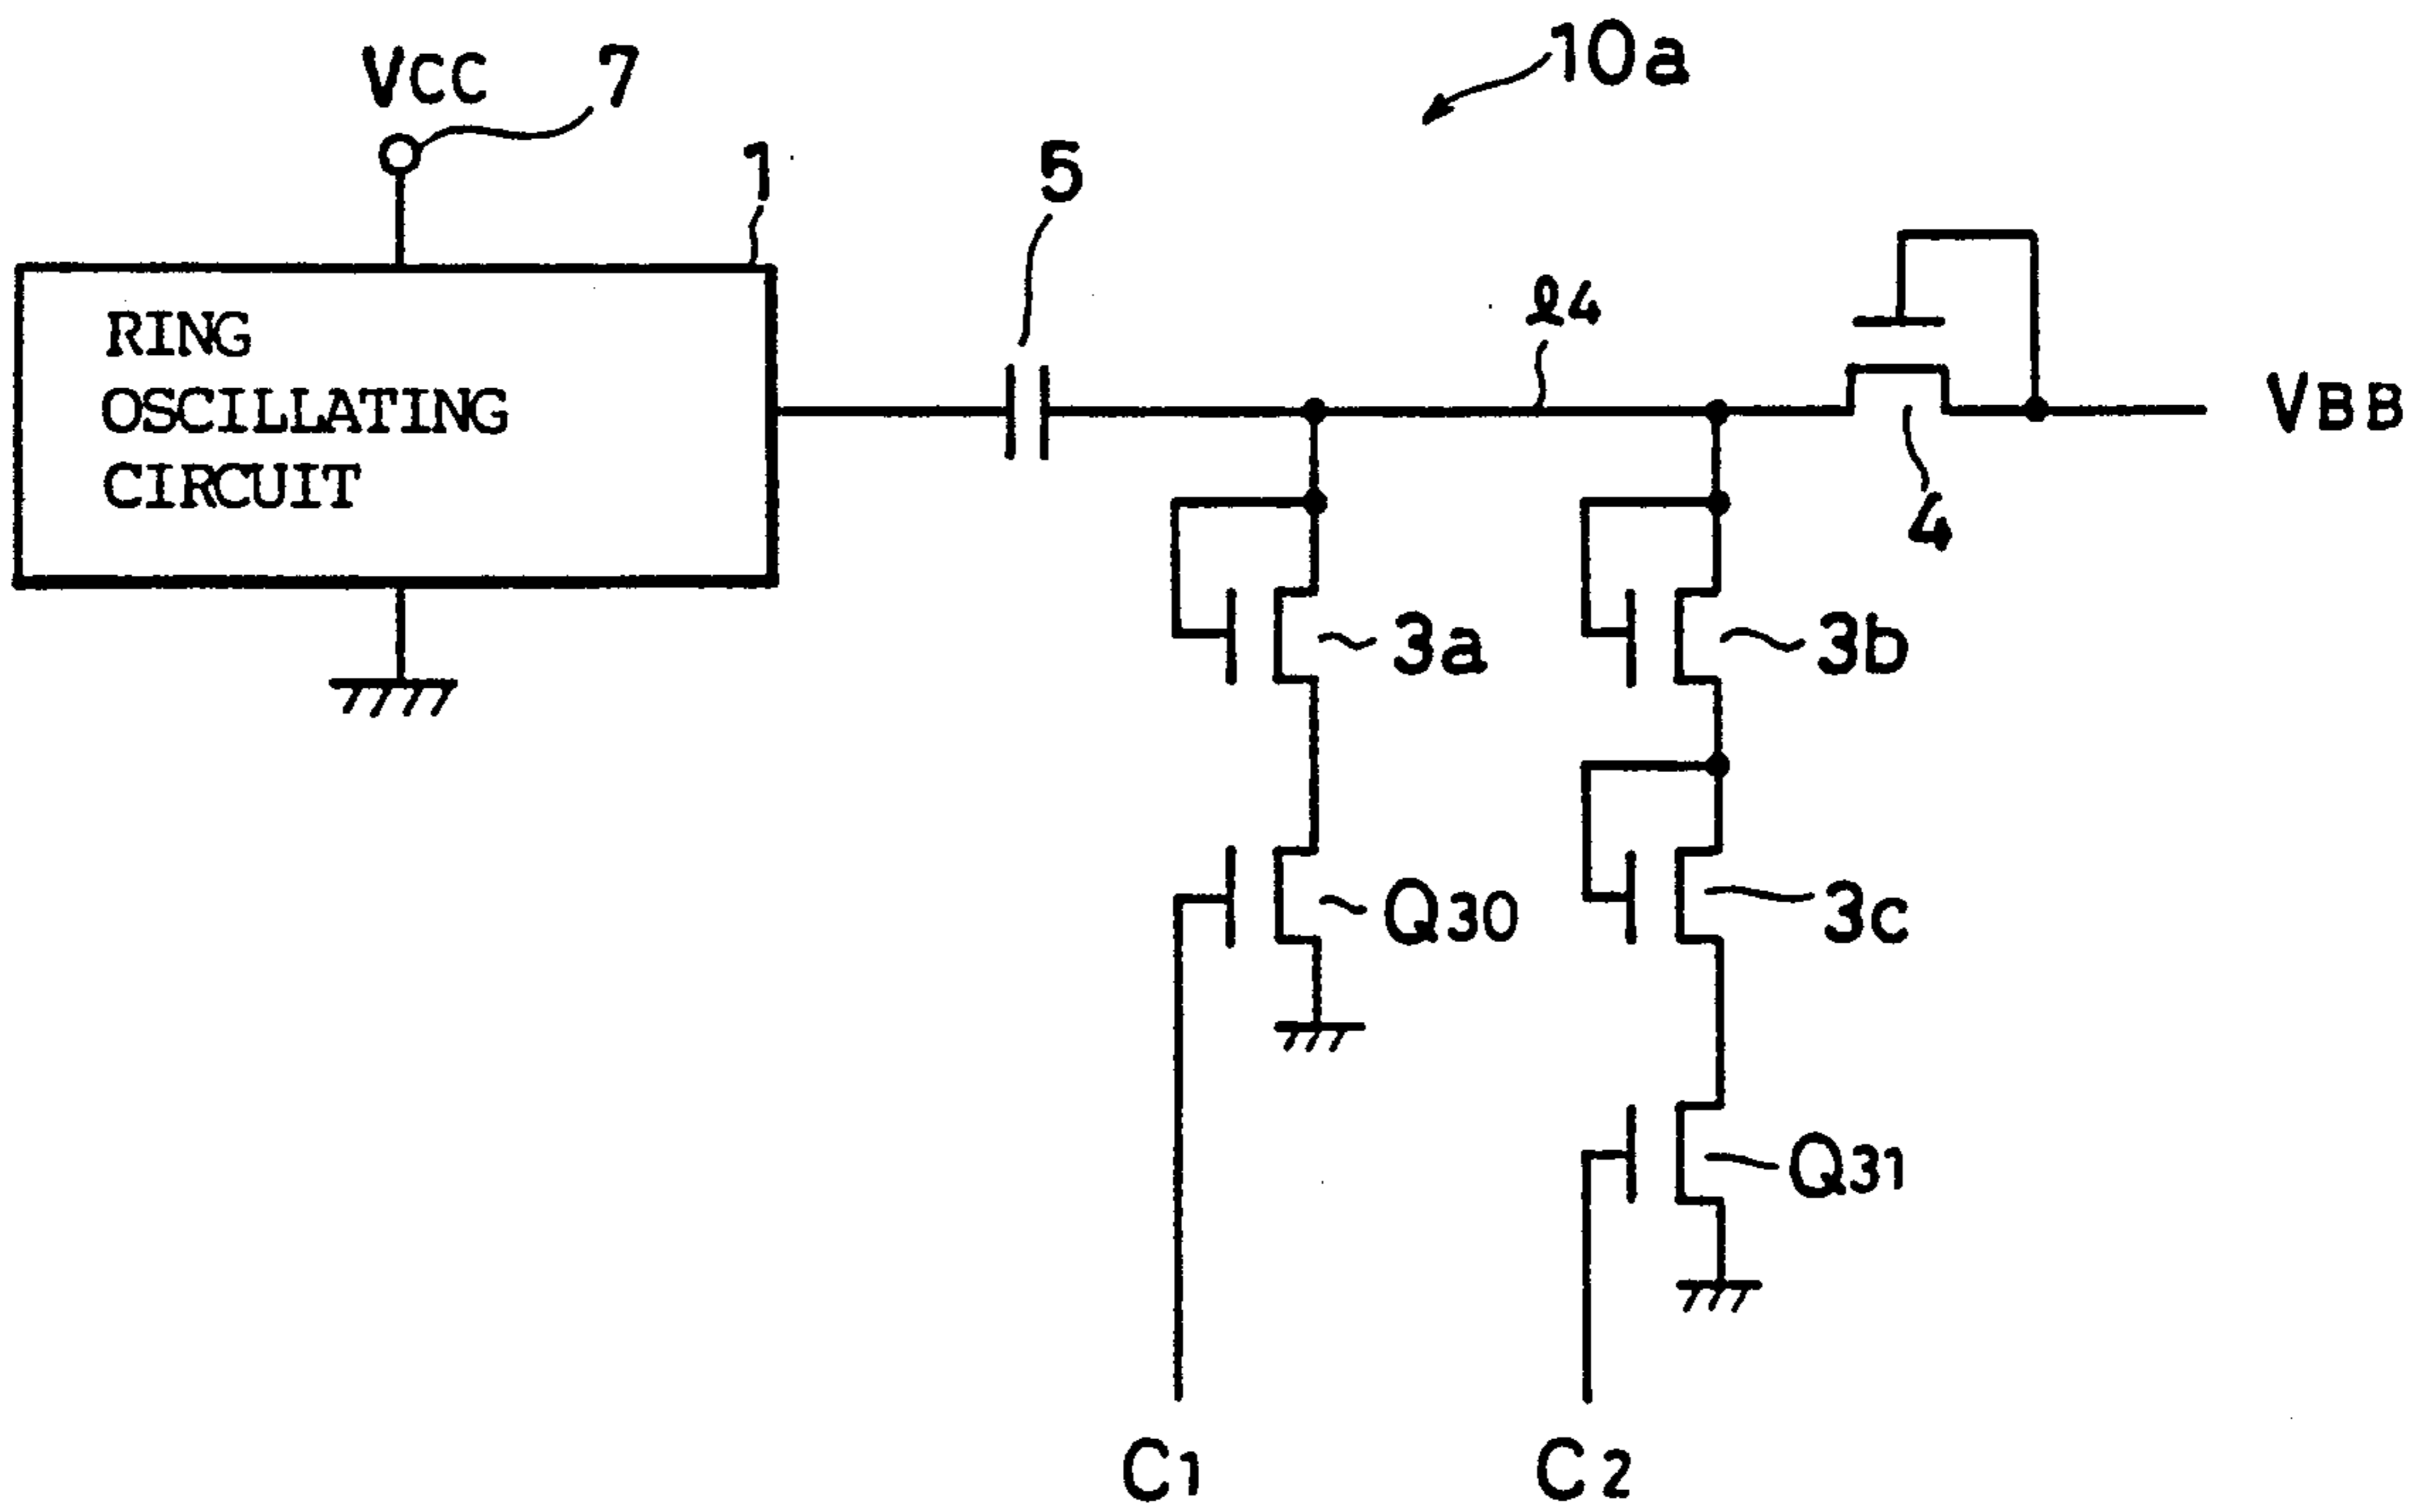 10a
VCC 7
1
5
RING
OSCILLATING
CIRCUIT
ℓ4
VBB
4
3a
3b
Q30
3c
Q31
C1
C2